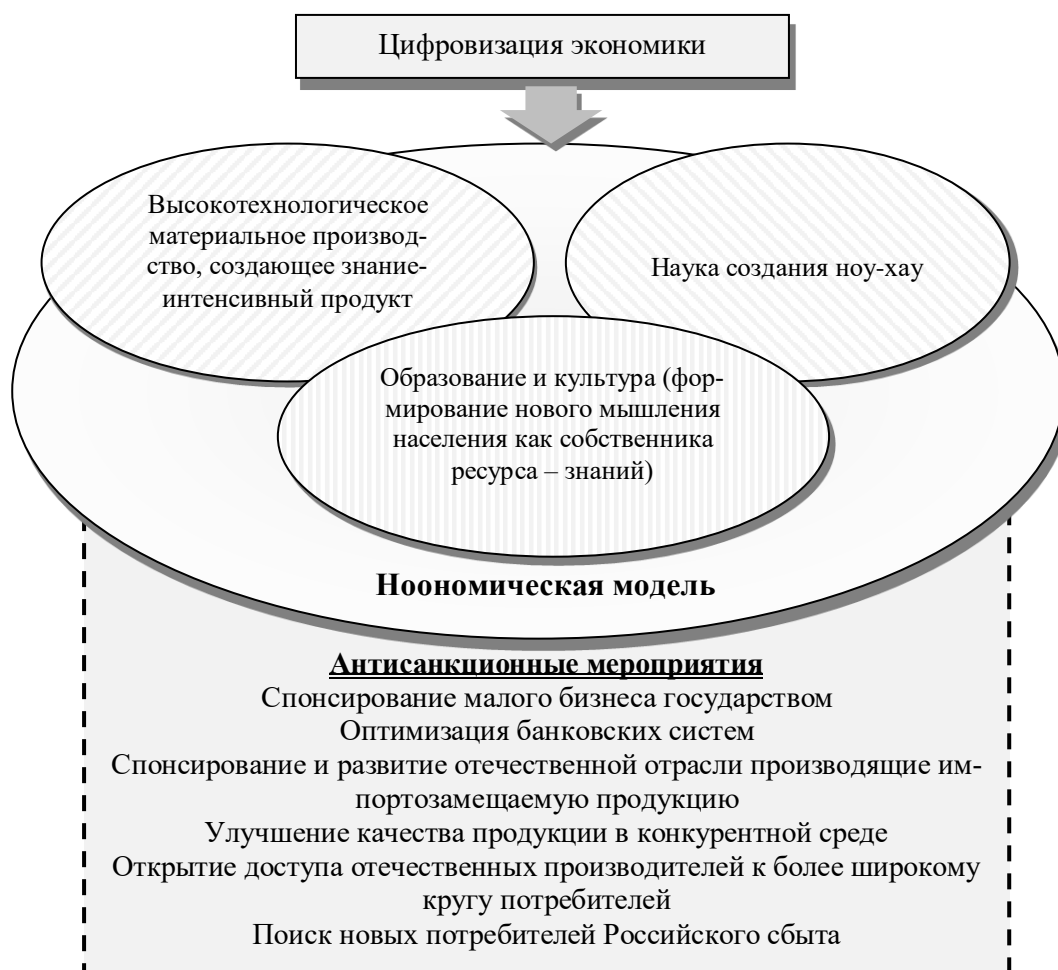 Цифровизация экономики
Высокотехнологическое
материальное производ-
ство, создающее знание-
интенсивный продукт
Наука создания ноу-хау
Образование и культура (фор-
мирование нового мышления
населения как собственника
ресурса – знаний)
Ноономическая модель
Антисанкционные мероприятия
Спонсирование малого бизнеса государством
Оптимизация банковских систем
Спонсирование и развитие отечественной отрасли производящие им-
портозамещаемую продукцию
Улучшение качества продукции в конкурентной среде
Открытие доступа отечественных производителей к более широкому
кругу потребителей
Поиск новых потребителей Российского сбыта